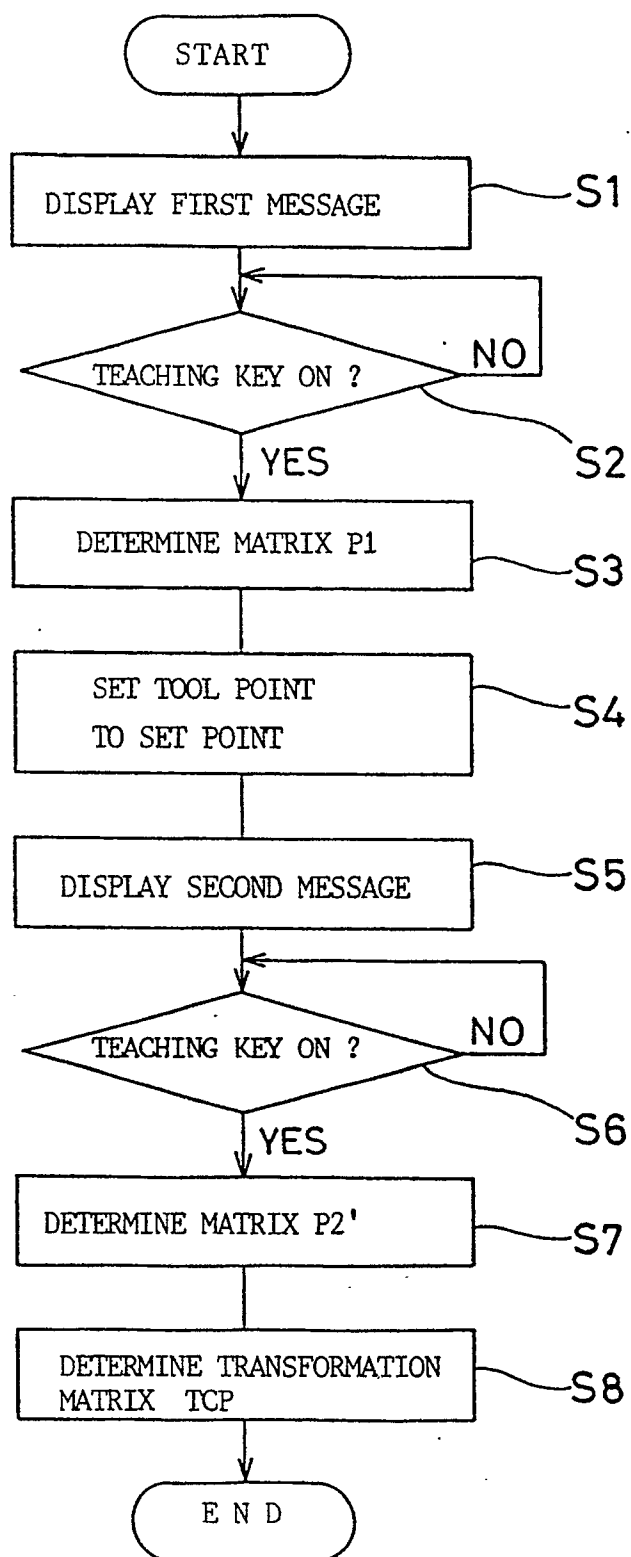 START
DISPLAY FIRST MESSAGE
S1
TEACHING KEY ON ?
NO
S2
YES
DETERMINE MATRIX P1
S3
SET TOOL POINT
TO SET POINT
S4
DISPLAY SECOND MESSAGE
S5
TEACHING KEY ON ?
NO
S6
YES
DETERMINE MATRIX P2'
S7
DETERMINE TRANSFORMATION
MATRIX TCP
S8
E N D